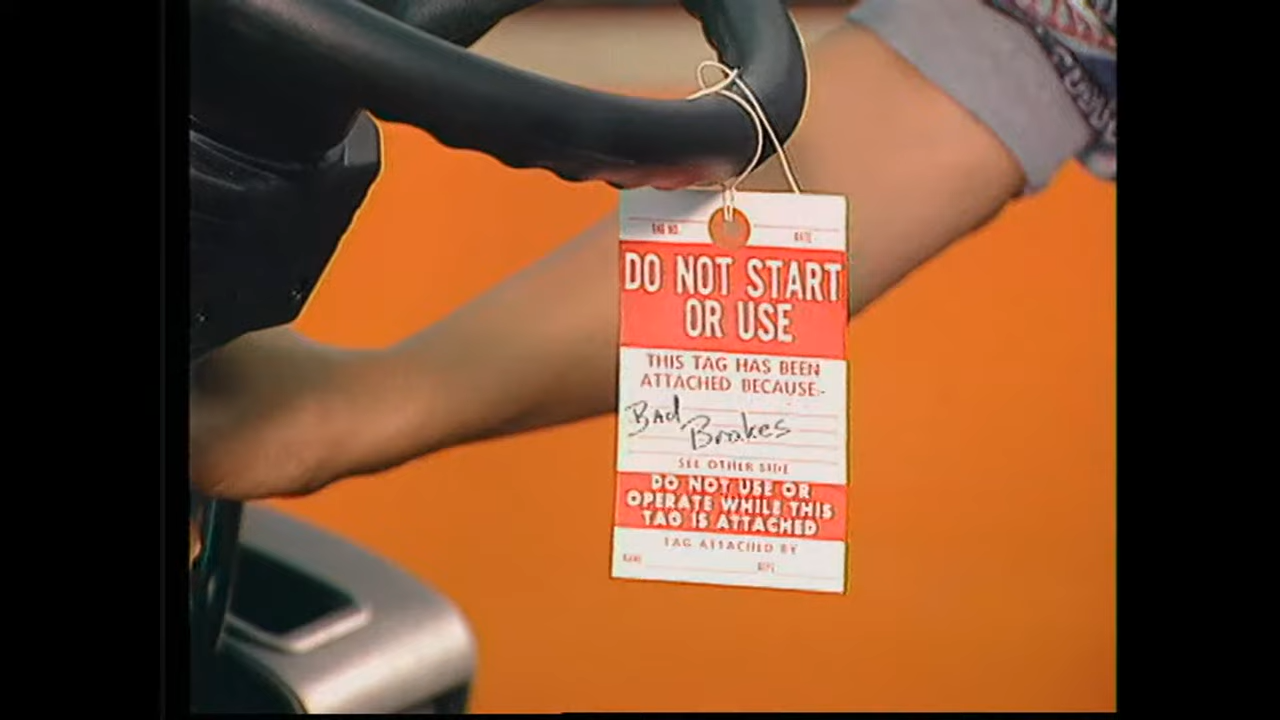 TAG NO. DATE
DO NOT START
OR USE
THIS TAG HAS BEEN
ATTACHED BECAUSE:-
Bad
Brakes
SEE OTHER SIDE
DO NOT USE OR
OPERATE WHILE THIS
TAG IS ATTACHED
TAG ATTACHED BY
NAME DEPT.